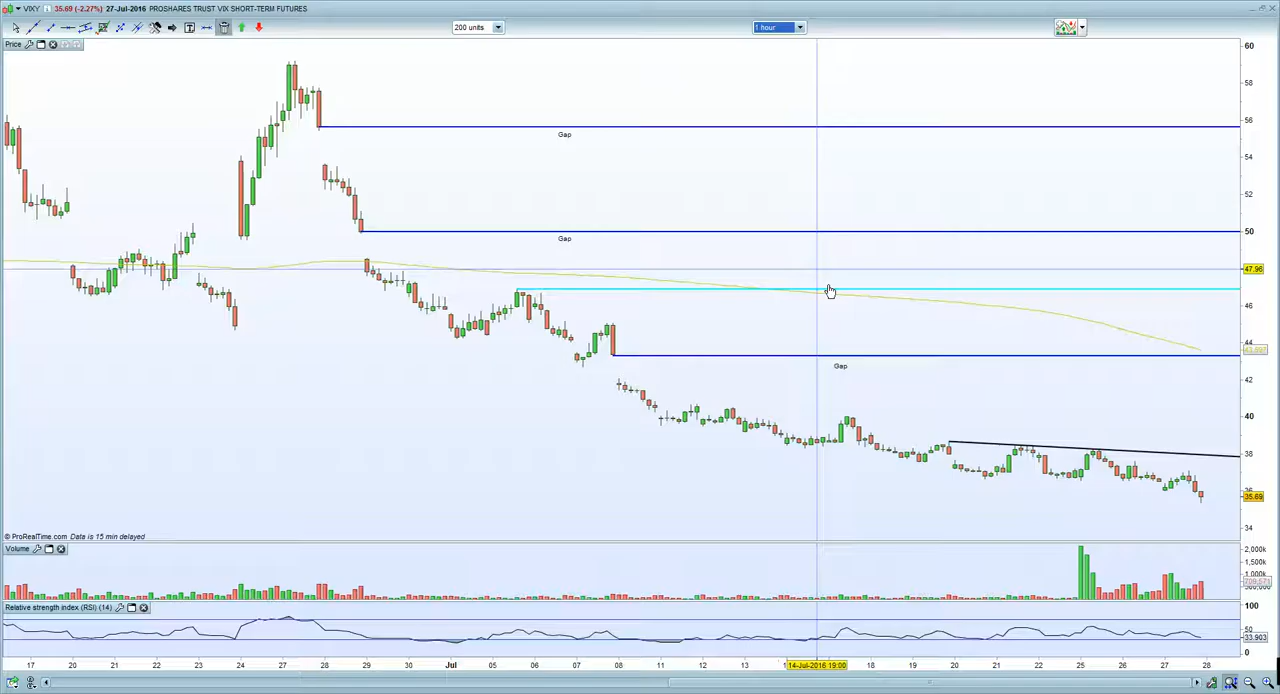 VIXY 35.69 (-2.27%) 27-Jul-2016 PROSHARES TRUST VIX SHORT-TERM FUTURES
200 units
1 hour
Price
60
58
56
Gap
54
52
50
Gap
47.96
46
44
Gap
42
40
38
35.69
34
© ProRealTime.com Data is 15 min delayed
Volume
2,000k
1,500k
1,000k
Relative strength index (RSI) (14)
100
50
33.903
0
17 20 21 22 23 24 27 28 29 30 Jul 05 06 07 08 11 12 13 14-Jul-2016 19:00 18 19 20 21 22 25 26 27 28